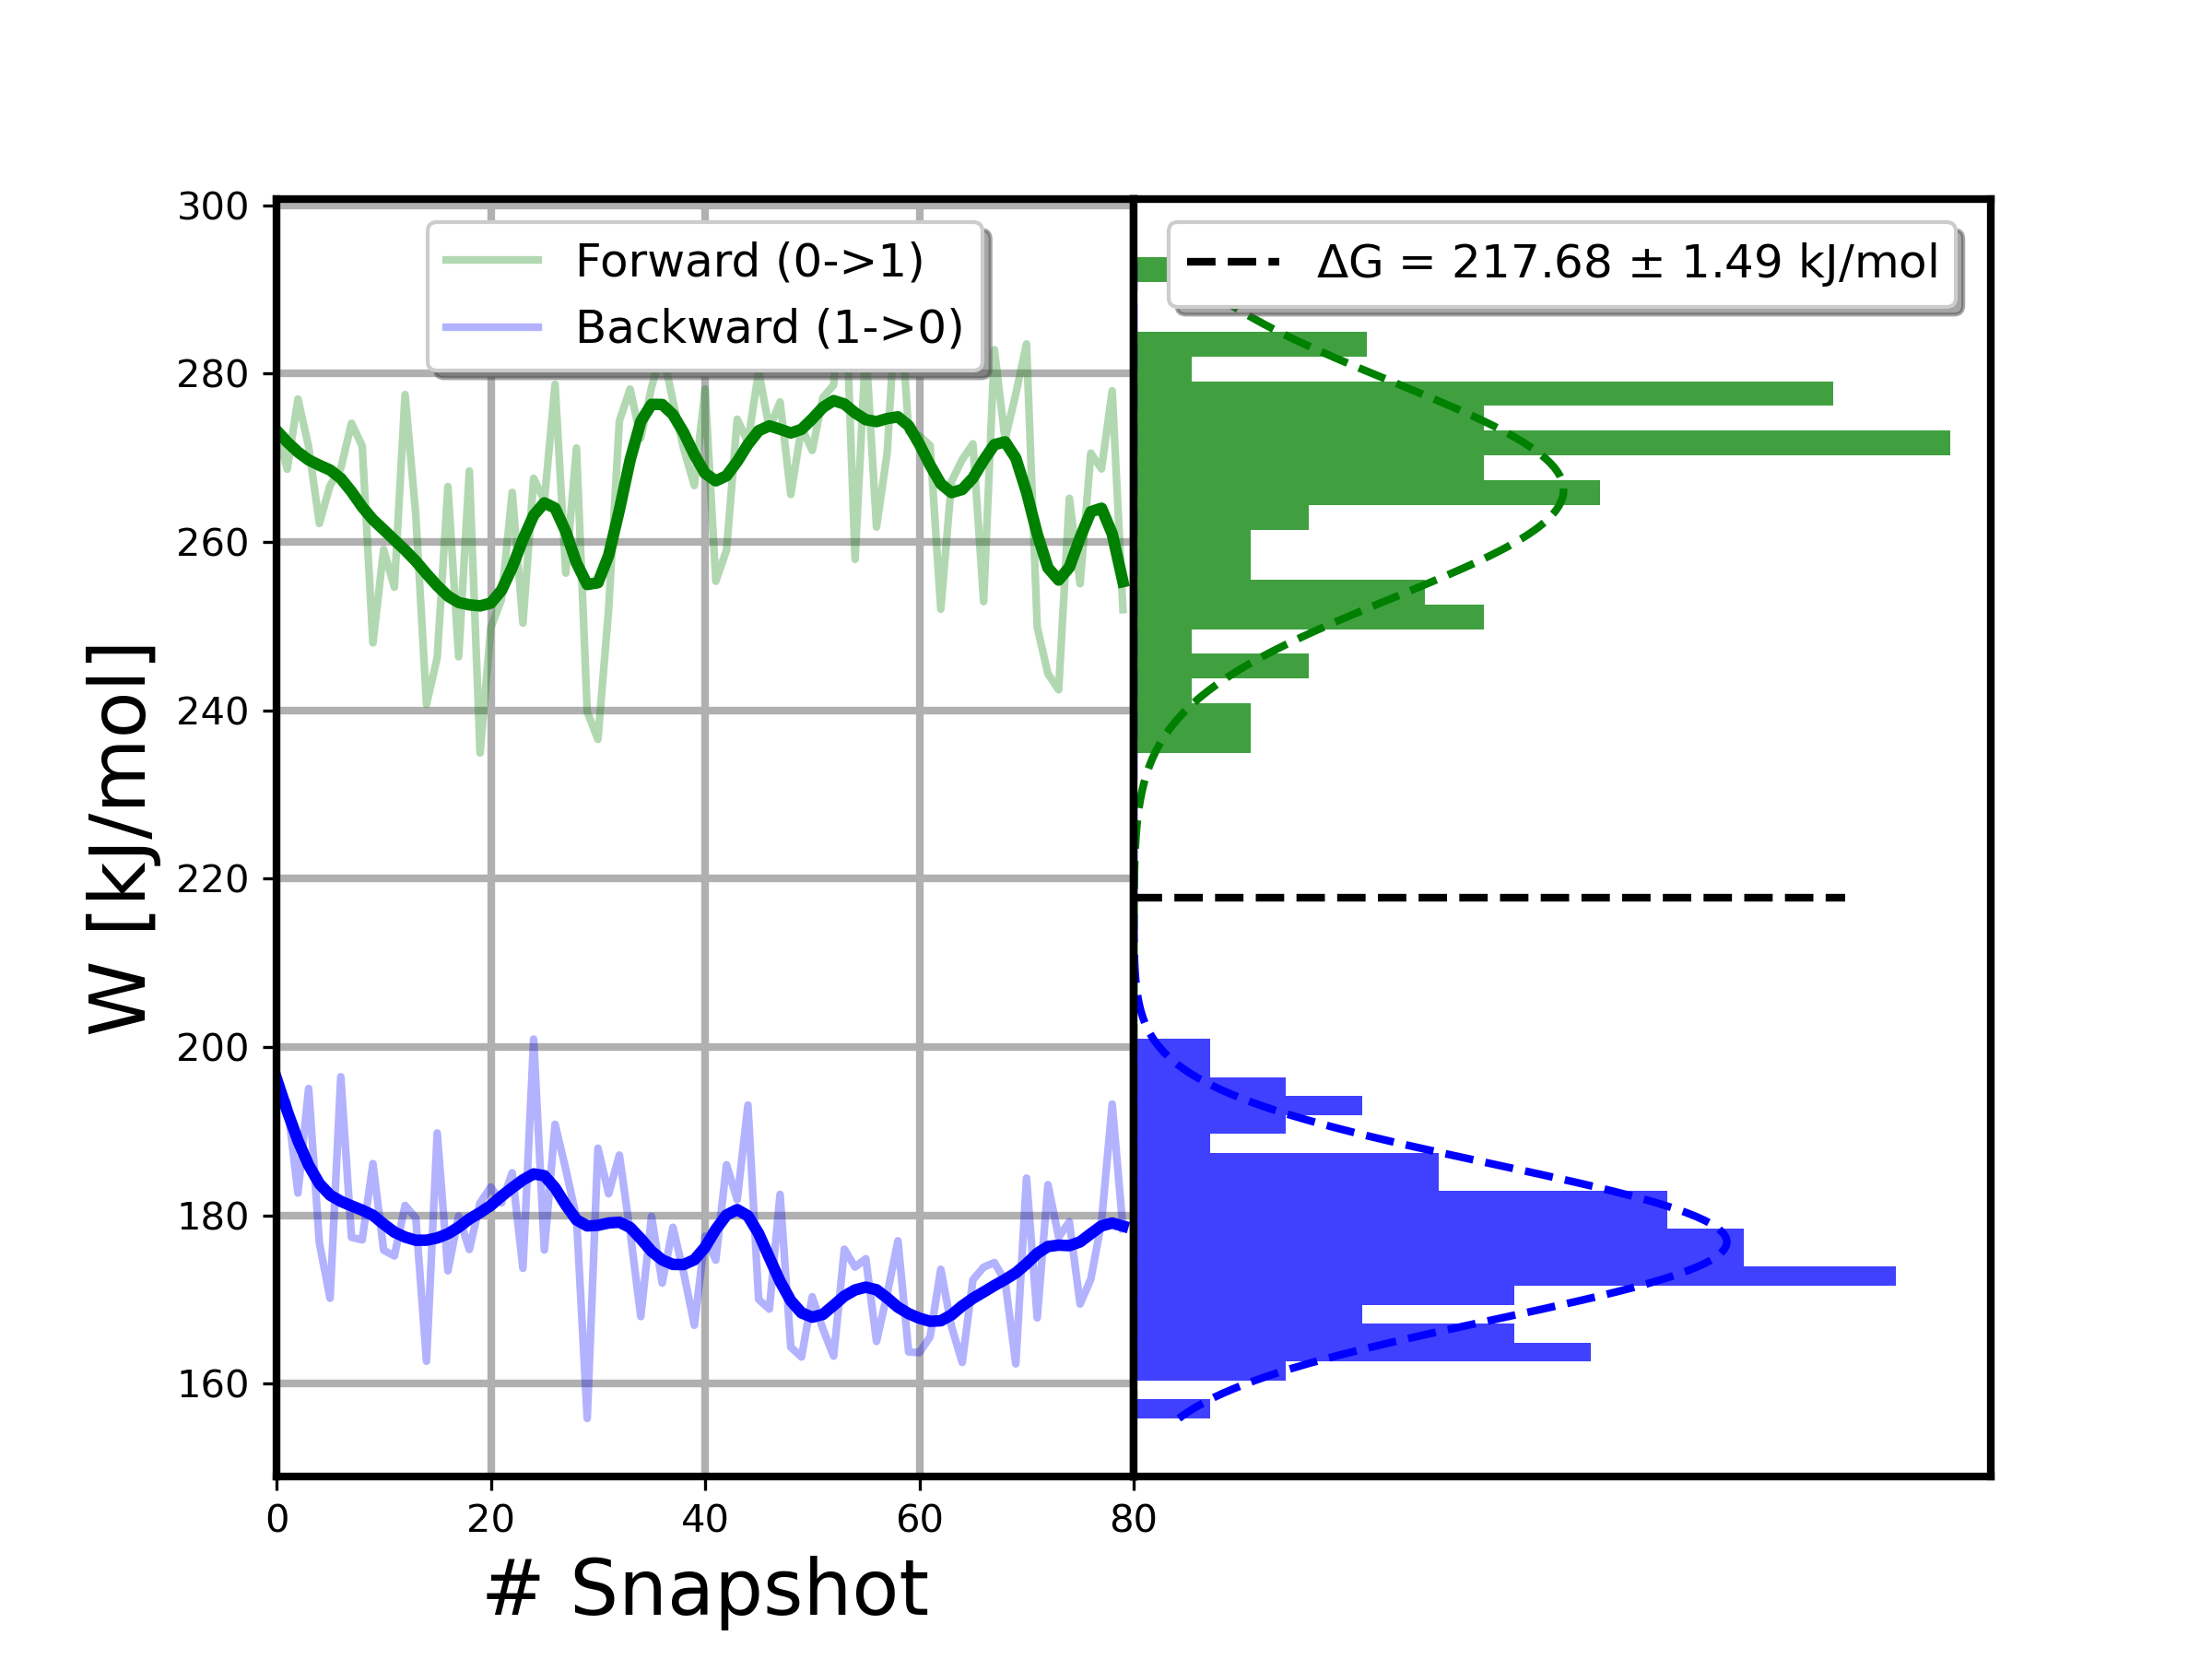 W [kJ/mol]
300
280
260
240
220
200
180
160
Forward (0->1)
Backward (1->0)
ΔG = 217.68 ± 1.49 kJ/mol
0 20 40 60 80
# Snapshot